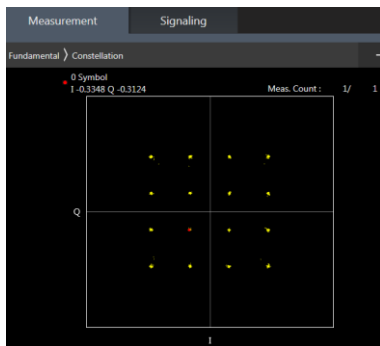 Measurement Signaling
Fundamental 〉 Constellation
0 Symbol
I -0.3348 Q -0.3124 Meas. Count : 1/ 1
Q
I